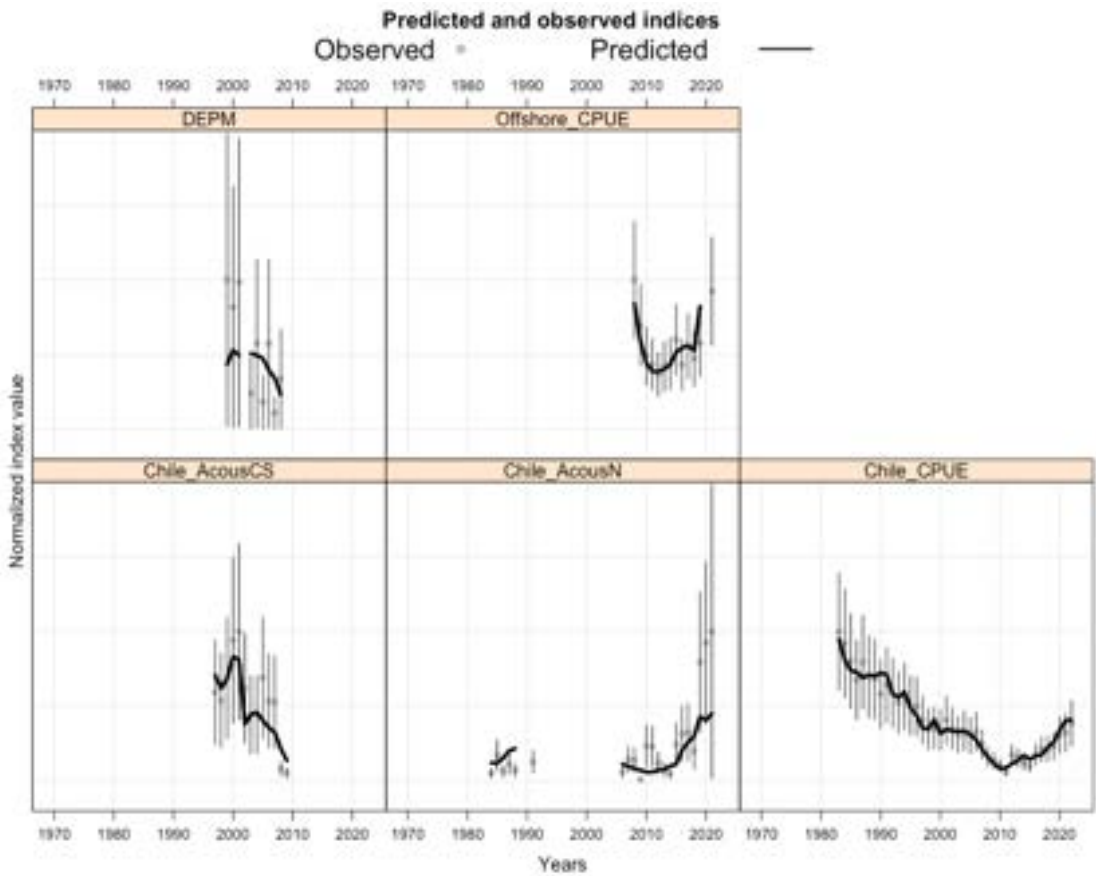 Predicted and observed indices
Observed Predicted
1970 1980 1990 2000 2010 2020 1970 1980 1990 2000 2010 2020
DEPM Offshore_CPUE
Normalized index value
Chile_AcousCS Chile_AcousN Chile_CPUE
1970 1980 1990 2000 2010 2020 1970 1980 1990 2000 2010 2020 1970 1980 1990 2000 2010 2020
Years